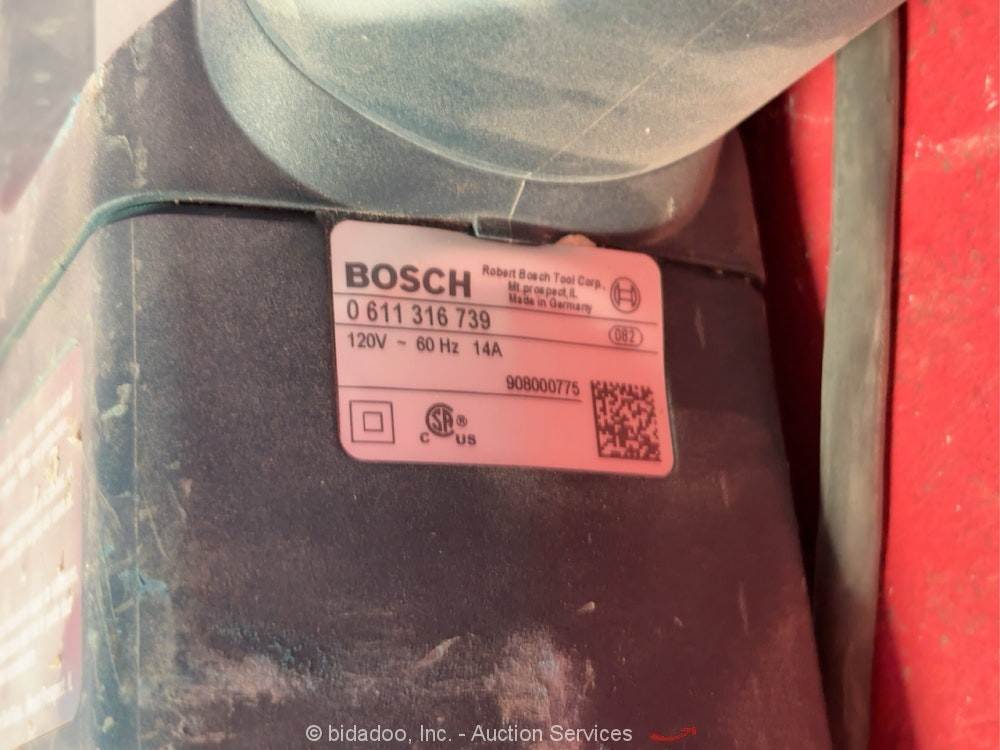 BOSCH
Robert Bosch Tool Corp.,
Mt. prospect, IL
Made in Germany
0 611 316 739
082
120V ~ 60 Hz 14A
908000775
C SA ® US
© bidadoo, Inc. - Auction Services